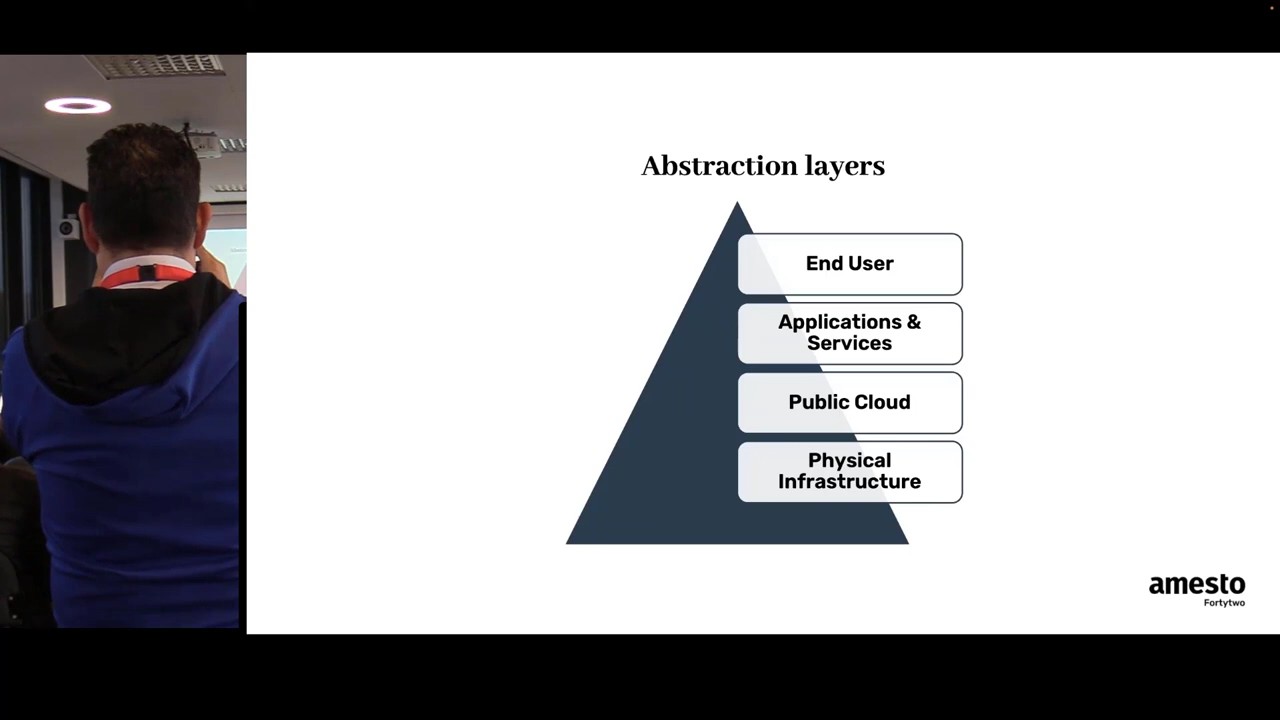 Abstraction layers
End User
Applications &
Services
Public Cloud
Physical
Infrastructure
amesto
Fortytwo